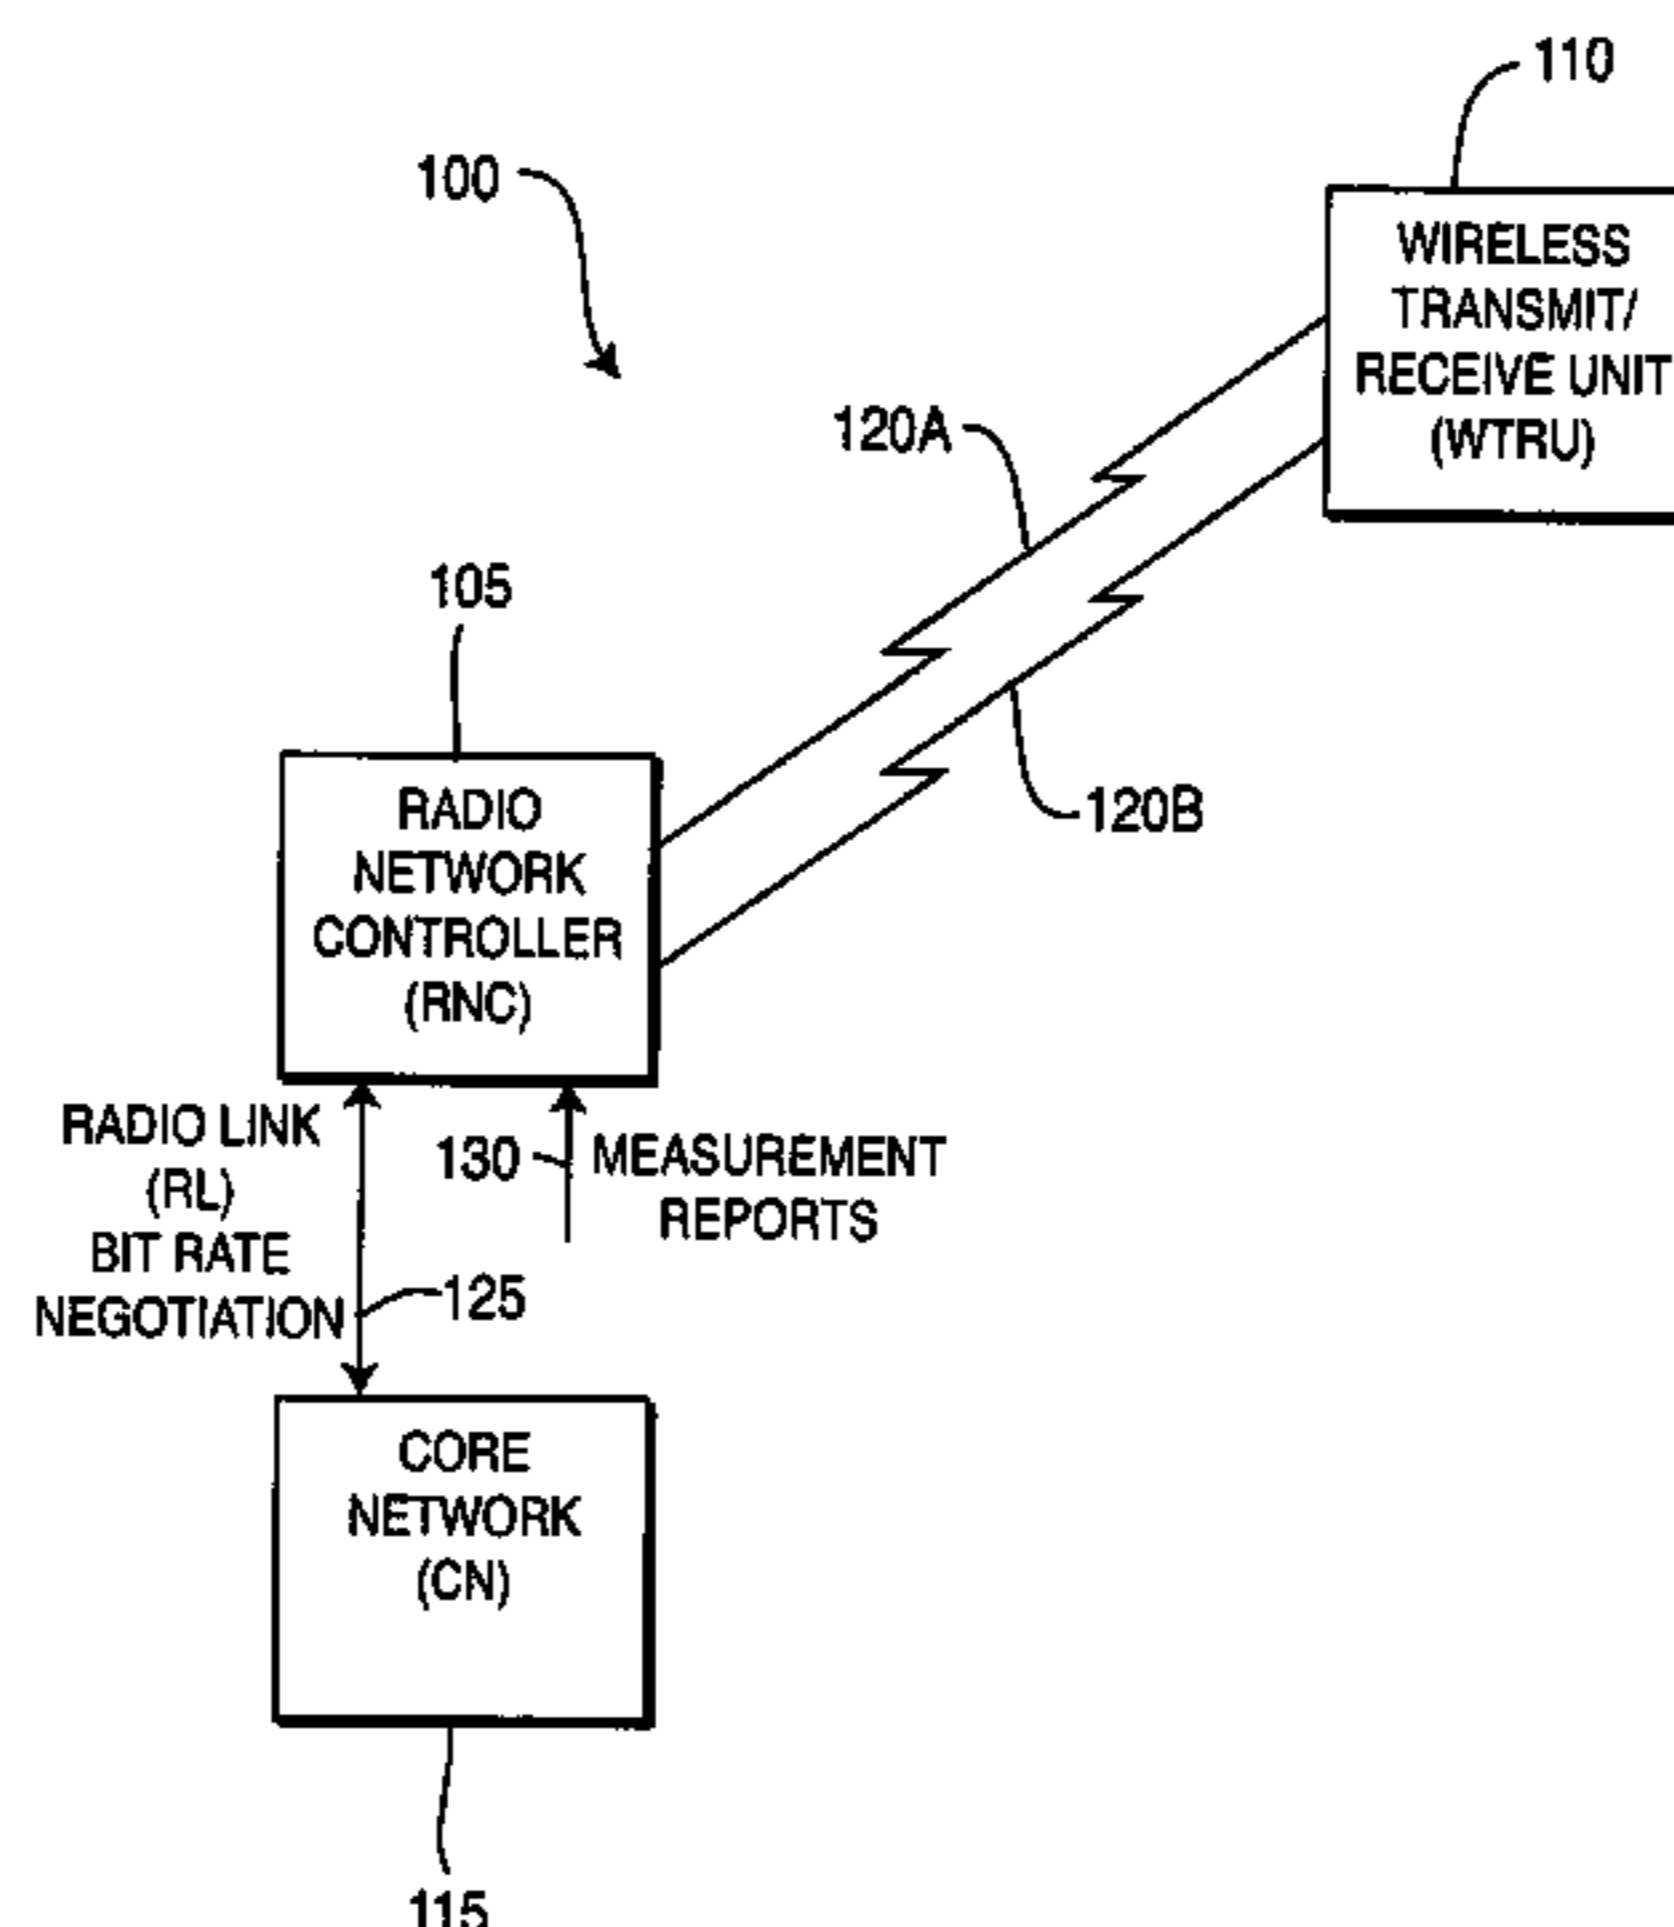 110
100
WIRELESS
TRANSMIT/
RECEIVE UNIT
(WTRU)
120A
105
120B
RADIO
NETWORK
CONTROLLER
(RNC)
RADIO LINK
(RL)
BIT RATE
NEGOTIATION
130
MEASUREMENT
REPORTS
125
CORE
NETWORK
(CN)
115